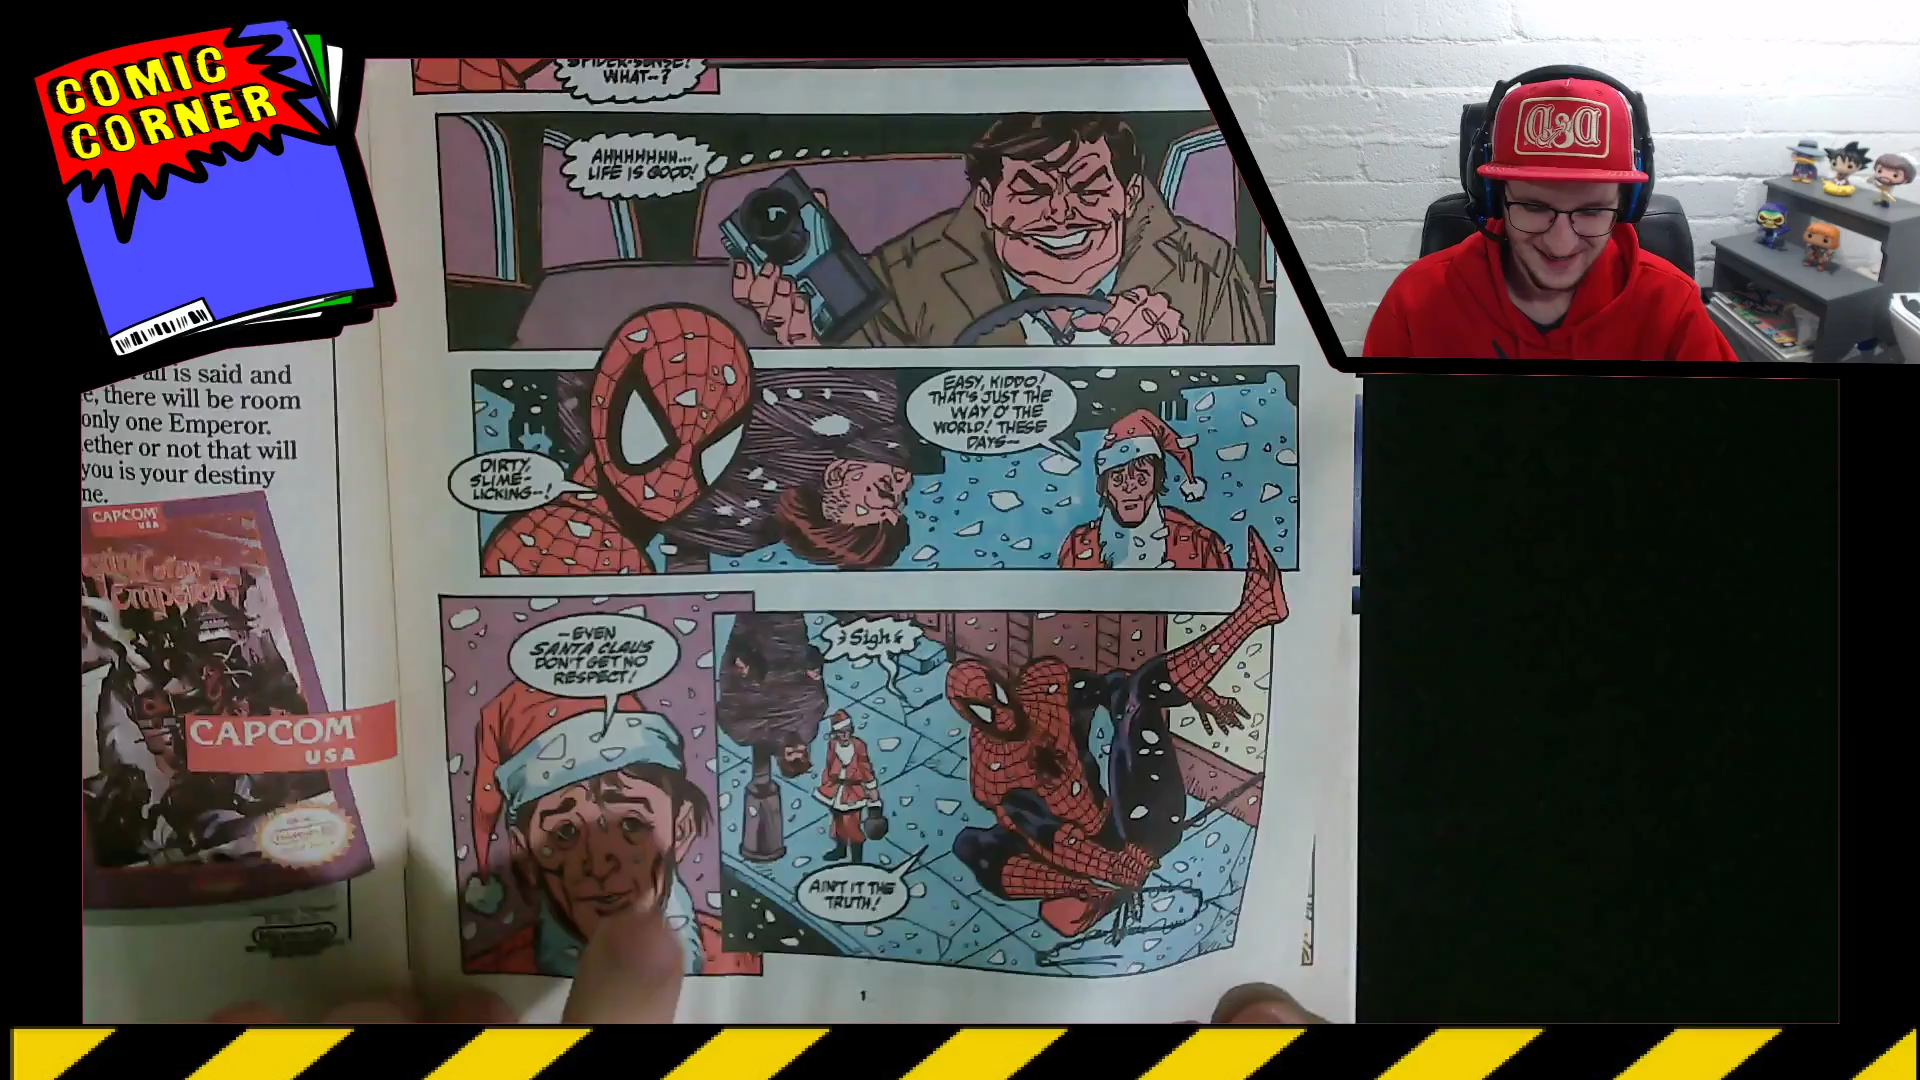 COMIC
CORNER
SPIDER-SENSE!
WHAT--?
AHHHHHHH...
LIFE IS GOOD!
EASY, KIDDO!
THAT'S JUST THE
WAY O' THE
WORLD! THESE
DAYS--
DIRTY,
SLIME-
LICKING--!
--EVEN
SANTA CLAUS
DON'T GET NO
RESPECT!
Sigh
AIN'T IT THE
TRUTH!
1
all is said and
e, there will be room
only one Emperor.
ether or not that will
you is your destiny
ne.
CAPCOM
USA
Emperor
CAPCOM
USA
D&D